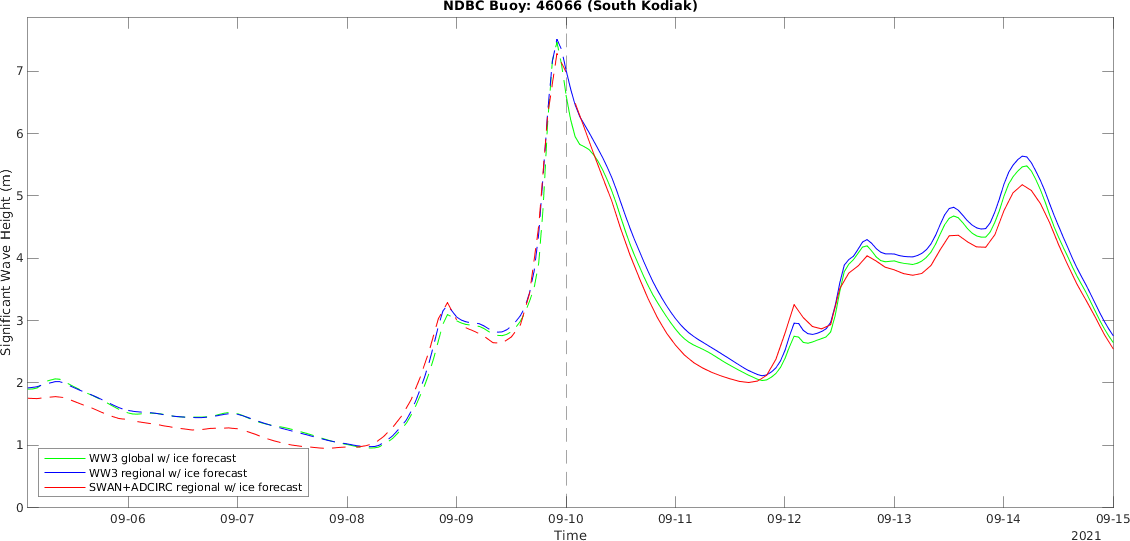 NDBC Buoy: 46066 (South Kodiak)
Significant Wave Height (m)
7
6
5
4
3
2
1
0
WW3 global w/ ice forecast
WW3 regional w/ ice forecast
SWAN+ADCIRC regional w/ ice forecast
09-06 09-07 09-08 09-09 09-10 09-11 09-12 09-13 09-14 09-15
Time
2021